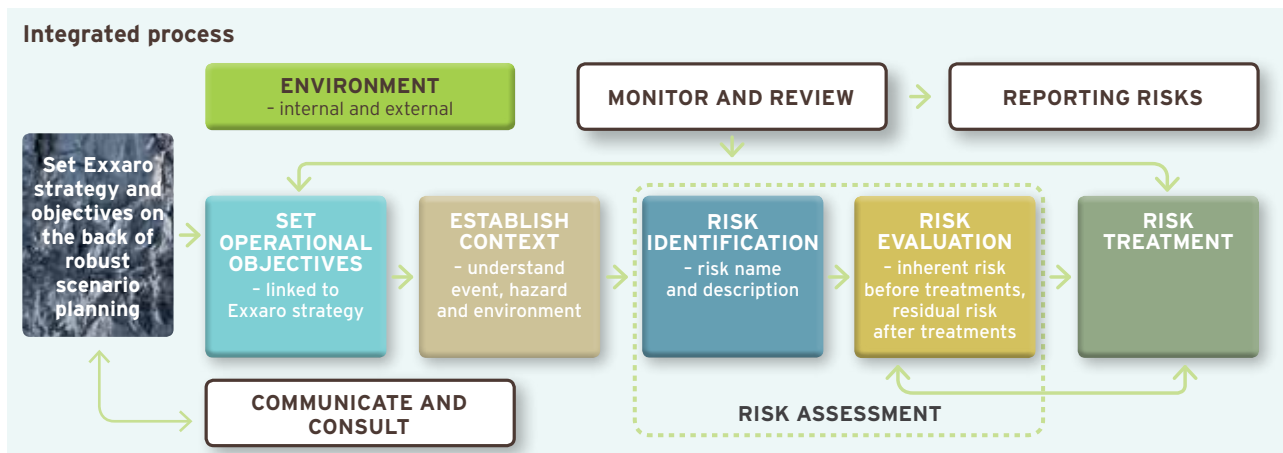 Integrated process
ENVIRONMENT
– internal and external
MONITOR AND REVIEW
REPORTING RISKS
Set Exxaro
strategy and
objectives on
the back of
robust
scenario
planning
SET
OPERATIONAL
OBJECTIVES
– linked to
Exxaro strategy
ESTABLISH
CONTEXT
– understand
event, hazard
and environment
RISK
IDENTIFICATION
– risk name
and description
RISK
EVALUATION
– inherent risk
before treatments,
residual risk
after treatments
RISK
TREATMENT
COMMUNICATE AND
CONSULT
RISK ASSESSMENT